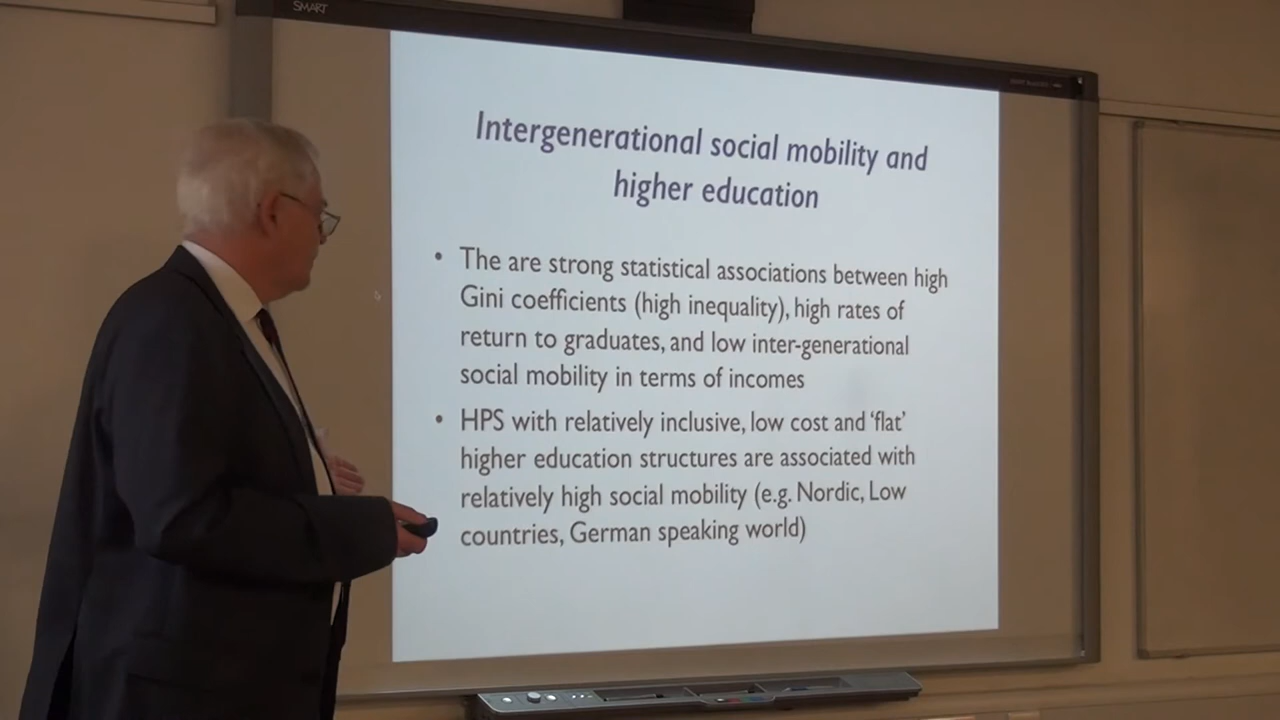 SMART
Intergenerational social mobility and
higher education
• The are strong statistical associations between high
Gini coefficients (high inequality), high rates of
return to graduates, and low inter-generational
social mobility in terms of incomes
• HPS with relatively inclusive, low cost and ‘flat’
higher education structures are associated with
relatively high social mobility (e.g. Nordic, Low
countries, German speaking world)